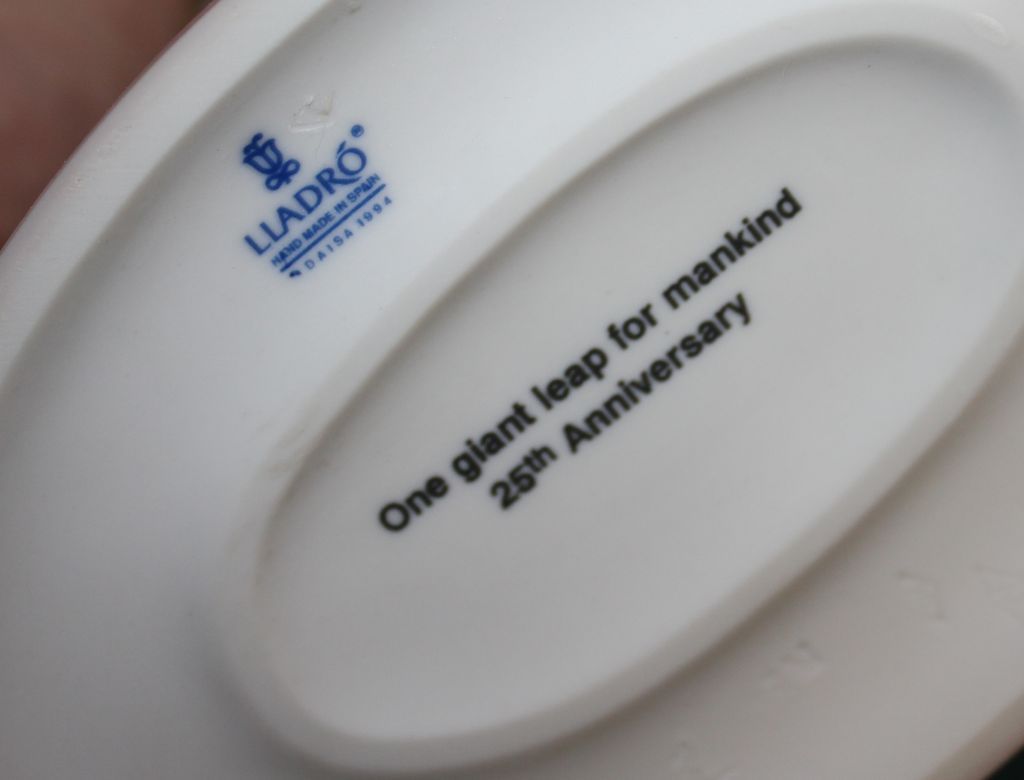 LLADRÓ®
HAND MADE IN SPAIN
DAISA 1994
One giant leap for mankind
25th Anniversary